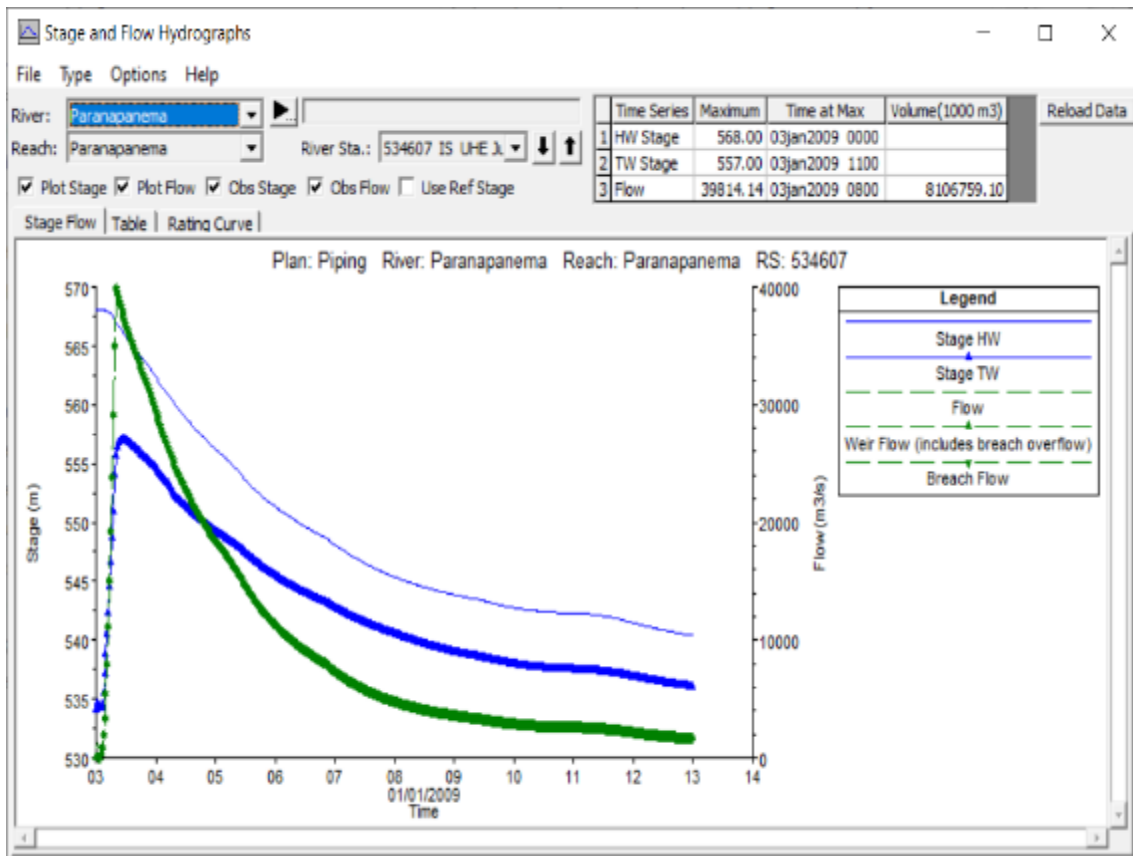 Stage and Flow Hydrographs
File Type Options Help
River: Paranapanema
Reach: Paranapanema River Sta.: 534607 IS UHE Ju
Plot Stage Plot Flow Obs Stage Obs Flow Use Ref Stage
Time Series Maximum Time at Max Volume(1000 m3)
1 HW Stage 568.00 03jan2009 0000
2 TW Stage 557.00 03jan2009 1100
3 Flow 39814.14 03jan2009 0800 8106759.10
Reload Data
Stage Flow Table Rating Curve
Plan: Piping River: Paranapanema Reach: Paranapanema RS: 534607
570
565
560
555
550
545
540
535
530
Stage (m)
40000
30000
20000
10000
0
Flow (m3/s)
03 04 05 06 07 08 09 10 11 12 13 14
01/01/2009
Time
Legend
Stage HW
Stage TW
Flow
Weir Flow (includes breach overflow)
Breach Flow